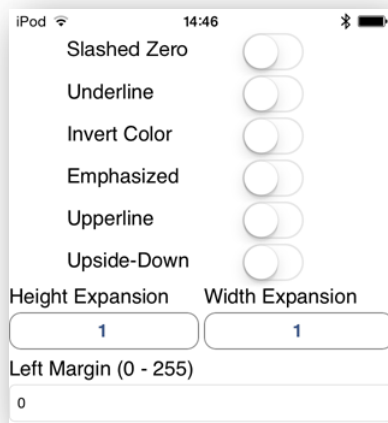 iPod 14:46
Slashed Zero
Underline
Invert Color
Emphasized
Upperline
Upside-Down
Height Expansion Width Expansion
1 1
Left Margin (0 - 255)
0